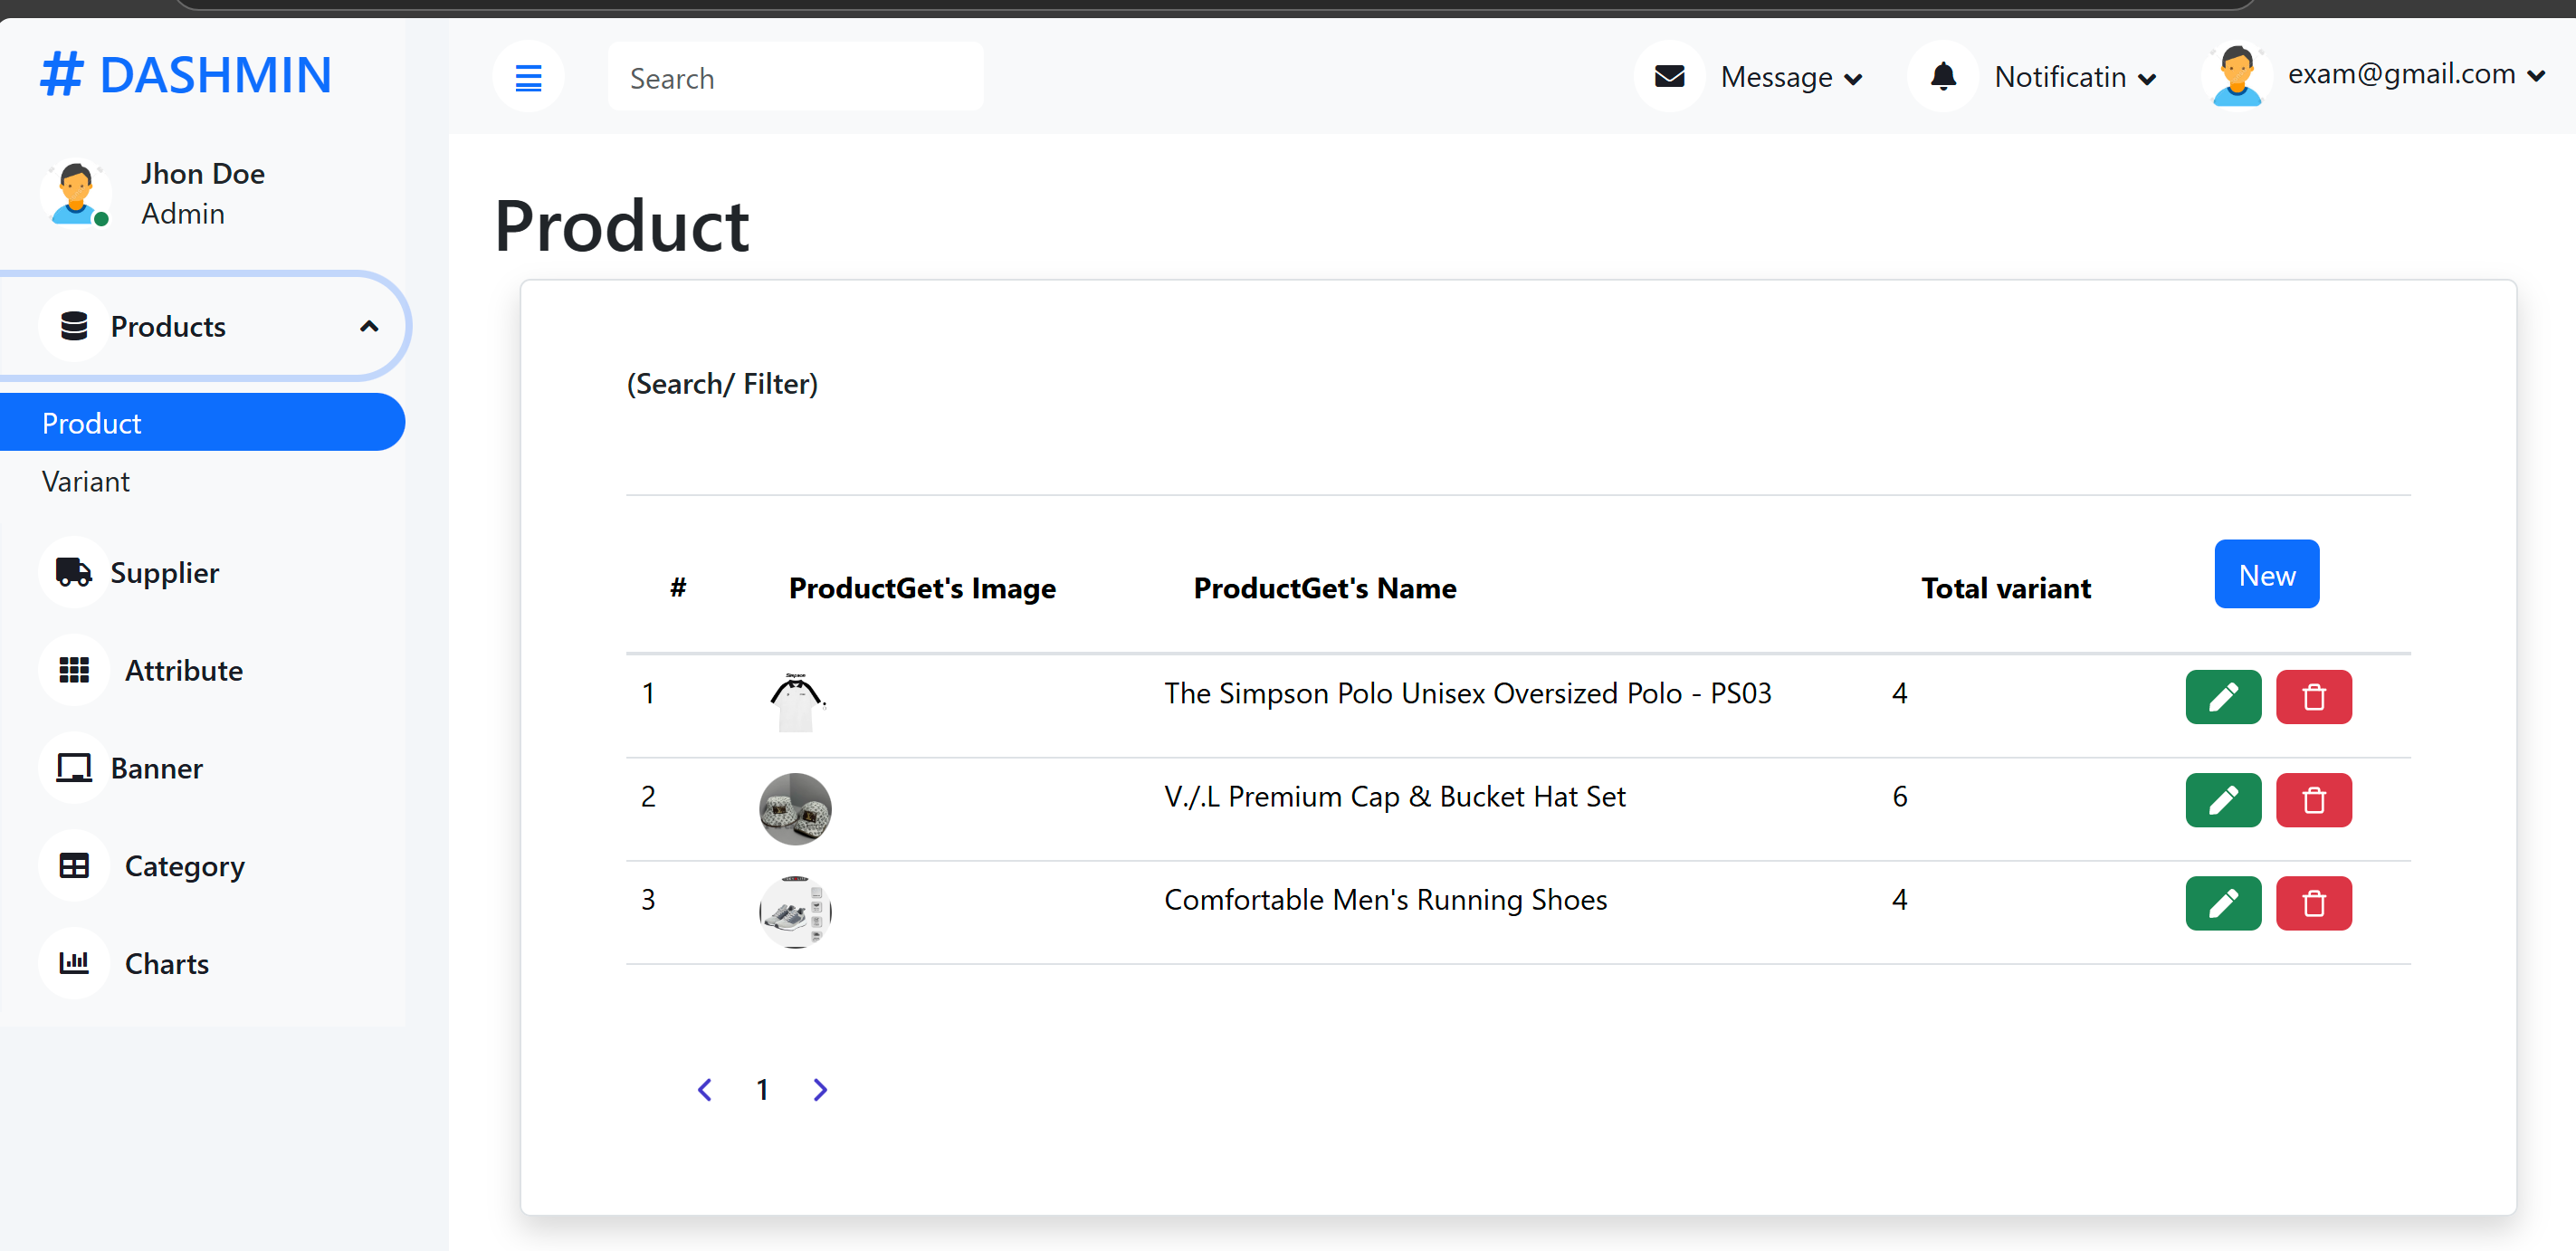 # DASHMIN
Search
Message
Notificatin
exam@gmail.com
Jhon Doe
Admin
Products
Product
Variant
Supplier
Attribute
Banner
Category
Charts
Product
(Search/ Filter)
# ProductGet's Image ProductGet's Name Total variant New
1 Simpson The Simpson Polo Unisex Oversized Polo - PS03 4
2 V./.L Premium Cap & Bucket Hat Set 6
3 Comfortable Men's Running Shoes 4
1